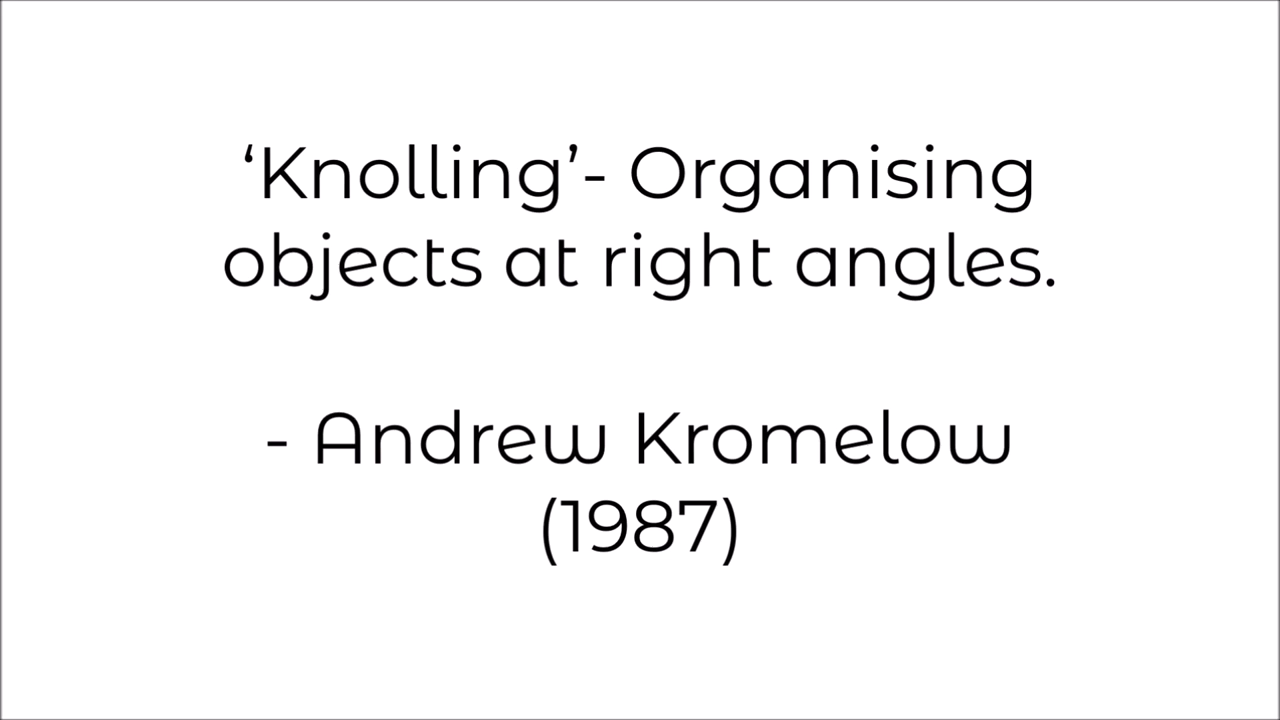 ‘Knolling’- Organising
objects at right angles.
- Andrew Kromelow
(1987)